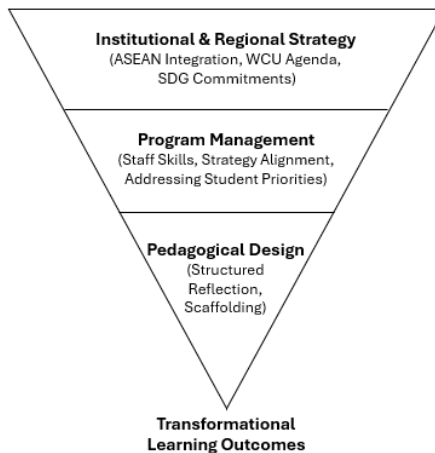 Institutional & Regional Strategy
(ASEAN Integration, WCU Agenda,
SDG Commitments)
Program Management
(Staff Skills, Strategy Alignment,
Addressing Student Priorities)
Pedagogical Design
(Structured
Reflection,
Scaffolding)
Transformational
Learning Outcomes